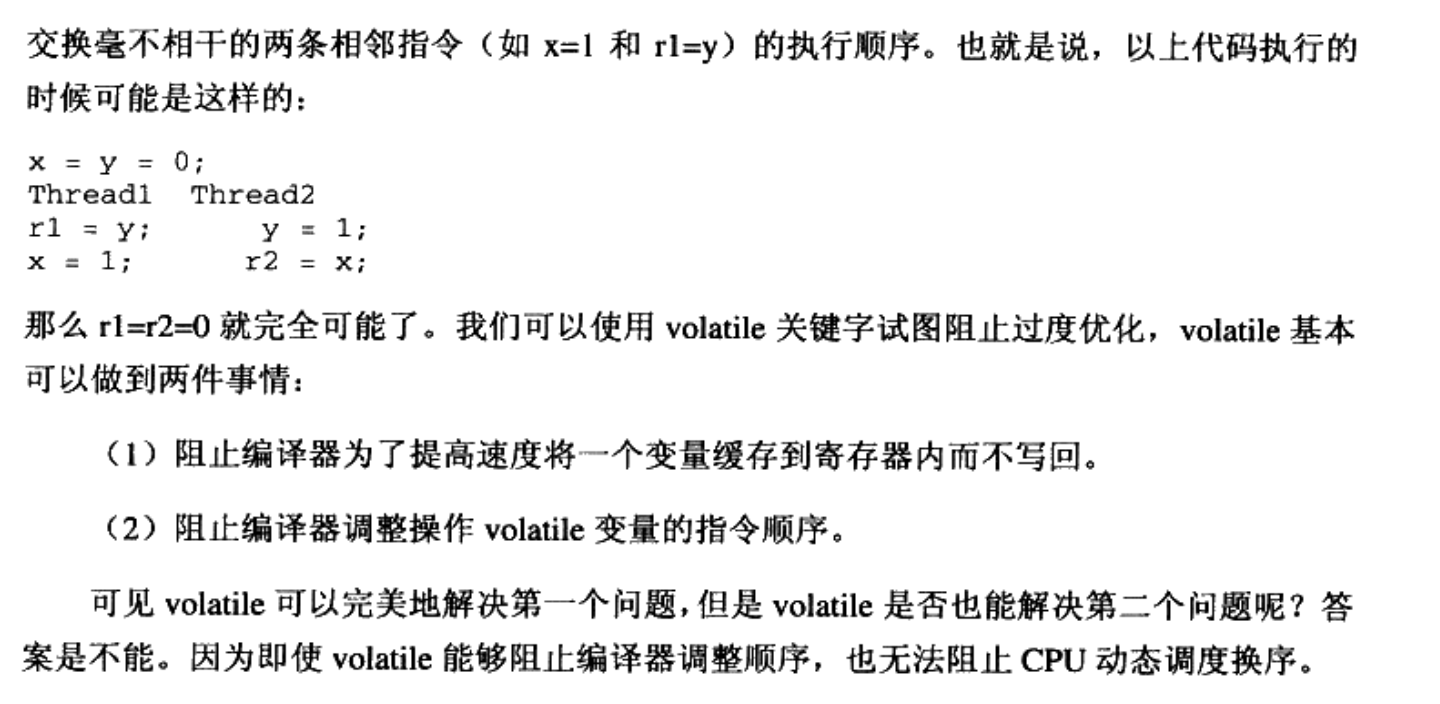 交换毫不相干的两条相邻指令（如 x=1 和 r1=y）的执行顺序。也就是说，以上代码执行的
时候可能是这样的：
x = y = 0;
Thread1  Thread2
r1 = y;      y = 1;
x = 1;      r2 = x;
那么 r1=r2=0 就完全可能了。我们可以使用 volatile 关键字试图阻止过度优化，volatile 基本
可以做到两件事情：
（1）阻止编译器为了提高速度将一个变量缓存到寄存器内而不写回。
（2）阻止编译器调整操作 volatile 变量的指令顺序。
可见 volatile 可以完美地解决第一个问题，但是 volatile 是否也能解决第二个问题呢？答
案是不能。因为即使 volatile 能够阻止编译器调整顺序，也无法阻止 CPU 动态调度换序。